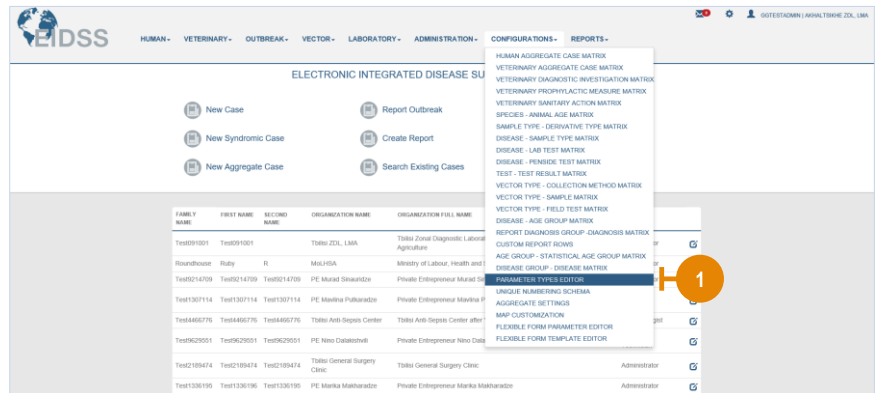 EIDSS
GGTESTADMIN | AKHALTSIKHE ZDL, LMA
HUMAN VETERINARY OUTBREAK VECTOR LABORATORY ADMINISTRATION CONFIGURATIONS REPORTS
HUMAN AGGREGATE CASE MATRIX
VETERINARY AGGREGATE CASE MATRIX
VETERINARY DIAGNOSTIC INVESTIGATION MATRIX
VETERINARY PROPHYLACTIC MEASURE MATRIX
VETERINARY SANITARY ACTION MATRIX
SPECIES - ANIMAL AGE MATRIX
SAMPLE TYPE - DERIVATIVE TYPE MATRIX
DISEASE - SAMPLE TYPE MATRIX
DISEASE - LAB TEST MATRIX
DISEASE - PENSIDE TEST MATRIX
TEST - TEST RESULT MATRIX
VECTOR TYPE - COLLECTION METHOD MATRIX
VECTOR TYPE - SAMPLE MATRIX
VECTOR TYPE - FIELD TEST MATRIX
DISEASE - AGE GROUP MATRIX
REPORT DIAGNOSIS GROUP -DIAGNOSIS MATRIX
CUSTOM REPORT ROWS
AGE GROUP - STATISTICAL AGE GROUP MATRIX
DISEASE GROUP - DISEASE MATRIX
PARAMETER TYPES EDITOR
UNIQUE NUMBERING SCHEMA
AGGREGATE SETTINGS
MAP CUSTOMIZATION
FLEXIBLE FORM PARAMETER EDITOR
FLEXIBLE FORM TEMPLATE EDITOR
1
ELECTRONIC INTEGRATED DISEASE SU
New Case Report Outbreak
New Syndromic Case Create Report
New Aggregate Case Search Existing Cases
FAMILY NAME FIRST NAME SECOND NAME ORGANIZATION NAME ORGANIZATION FULL NAME
Test091001 Test091001 Tbilisi ZDL, LMA Tbilisi Zonal Diagnostic Laborat
Agriculture
Roundhouse Ruby R MoLHSA Ministry of Labour, Health and
Test9214709 Test9214709 Test9214709 PE Murad Sinauridze Private Entrepreneur Murad Si
Test1307114 Test1307114 Test1307114 PE Mavlina Putkaradze Private Entrepreneur Mavlina P
Test4466776 Test4466776 Test4466776 Tbilisi Anti-Sepsis Center Tbilisi Anti-Sepsis Center after
Test9629551 Test9629551 Test9629551 PE Nino Dalakishvili Private Entrepreneur Nino Dala
Test2189474 Test2189474 Test2189474 Tbilisi General Surgery Clinic Tbilisi General Surgery Clinic Administrator
Test1336195 Test1336196 Test1336195 PE Marika Makharadze Private Entrepreneur Marika Makharadze Administrator